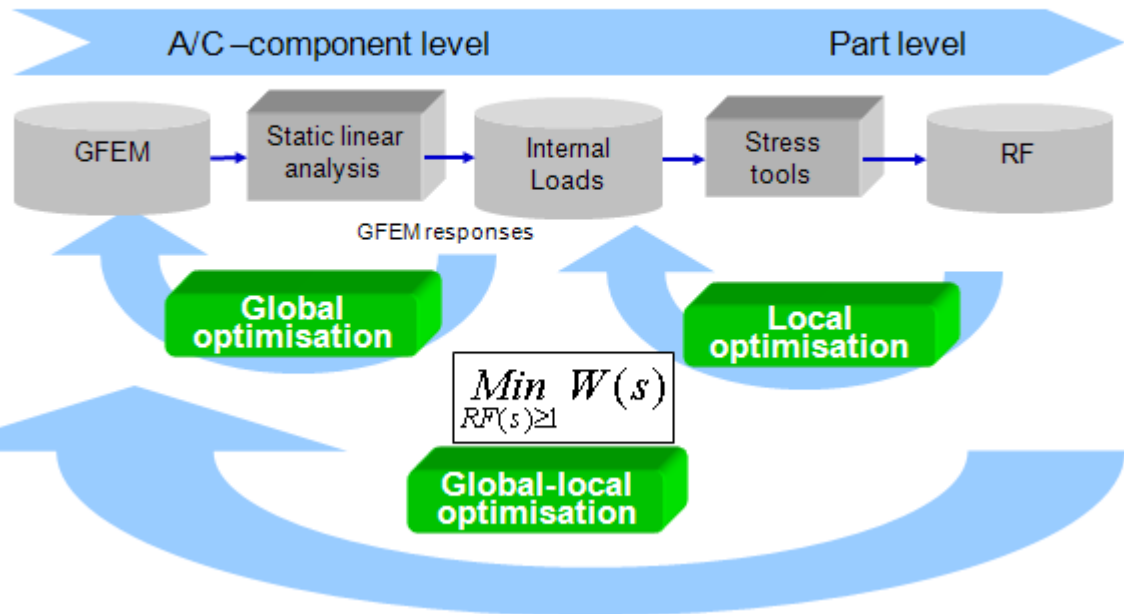 A/C –component level
Part level
GFEM
Static linear
analysis
Internal
Loads
Stress
tools
RF
GFEM responses
Global
optimisation
Local
optimisation
Min W(s)
RF(s)≥1
Global-local
optimisation